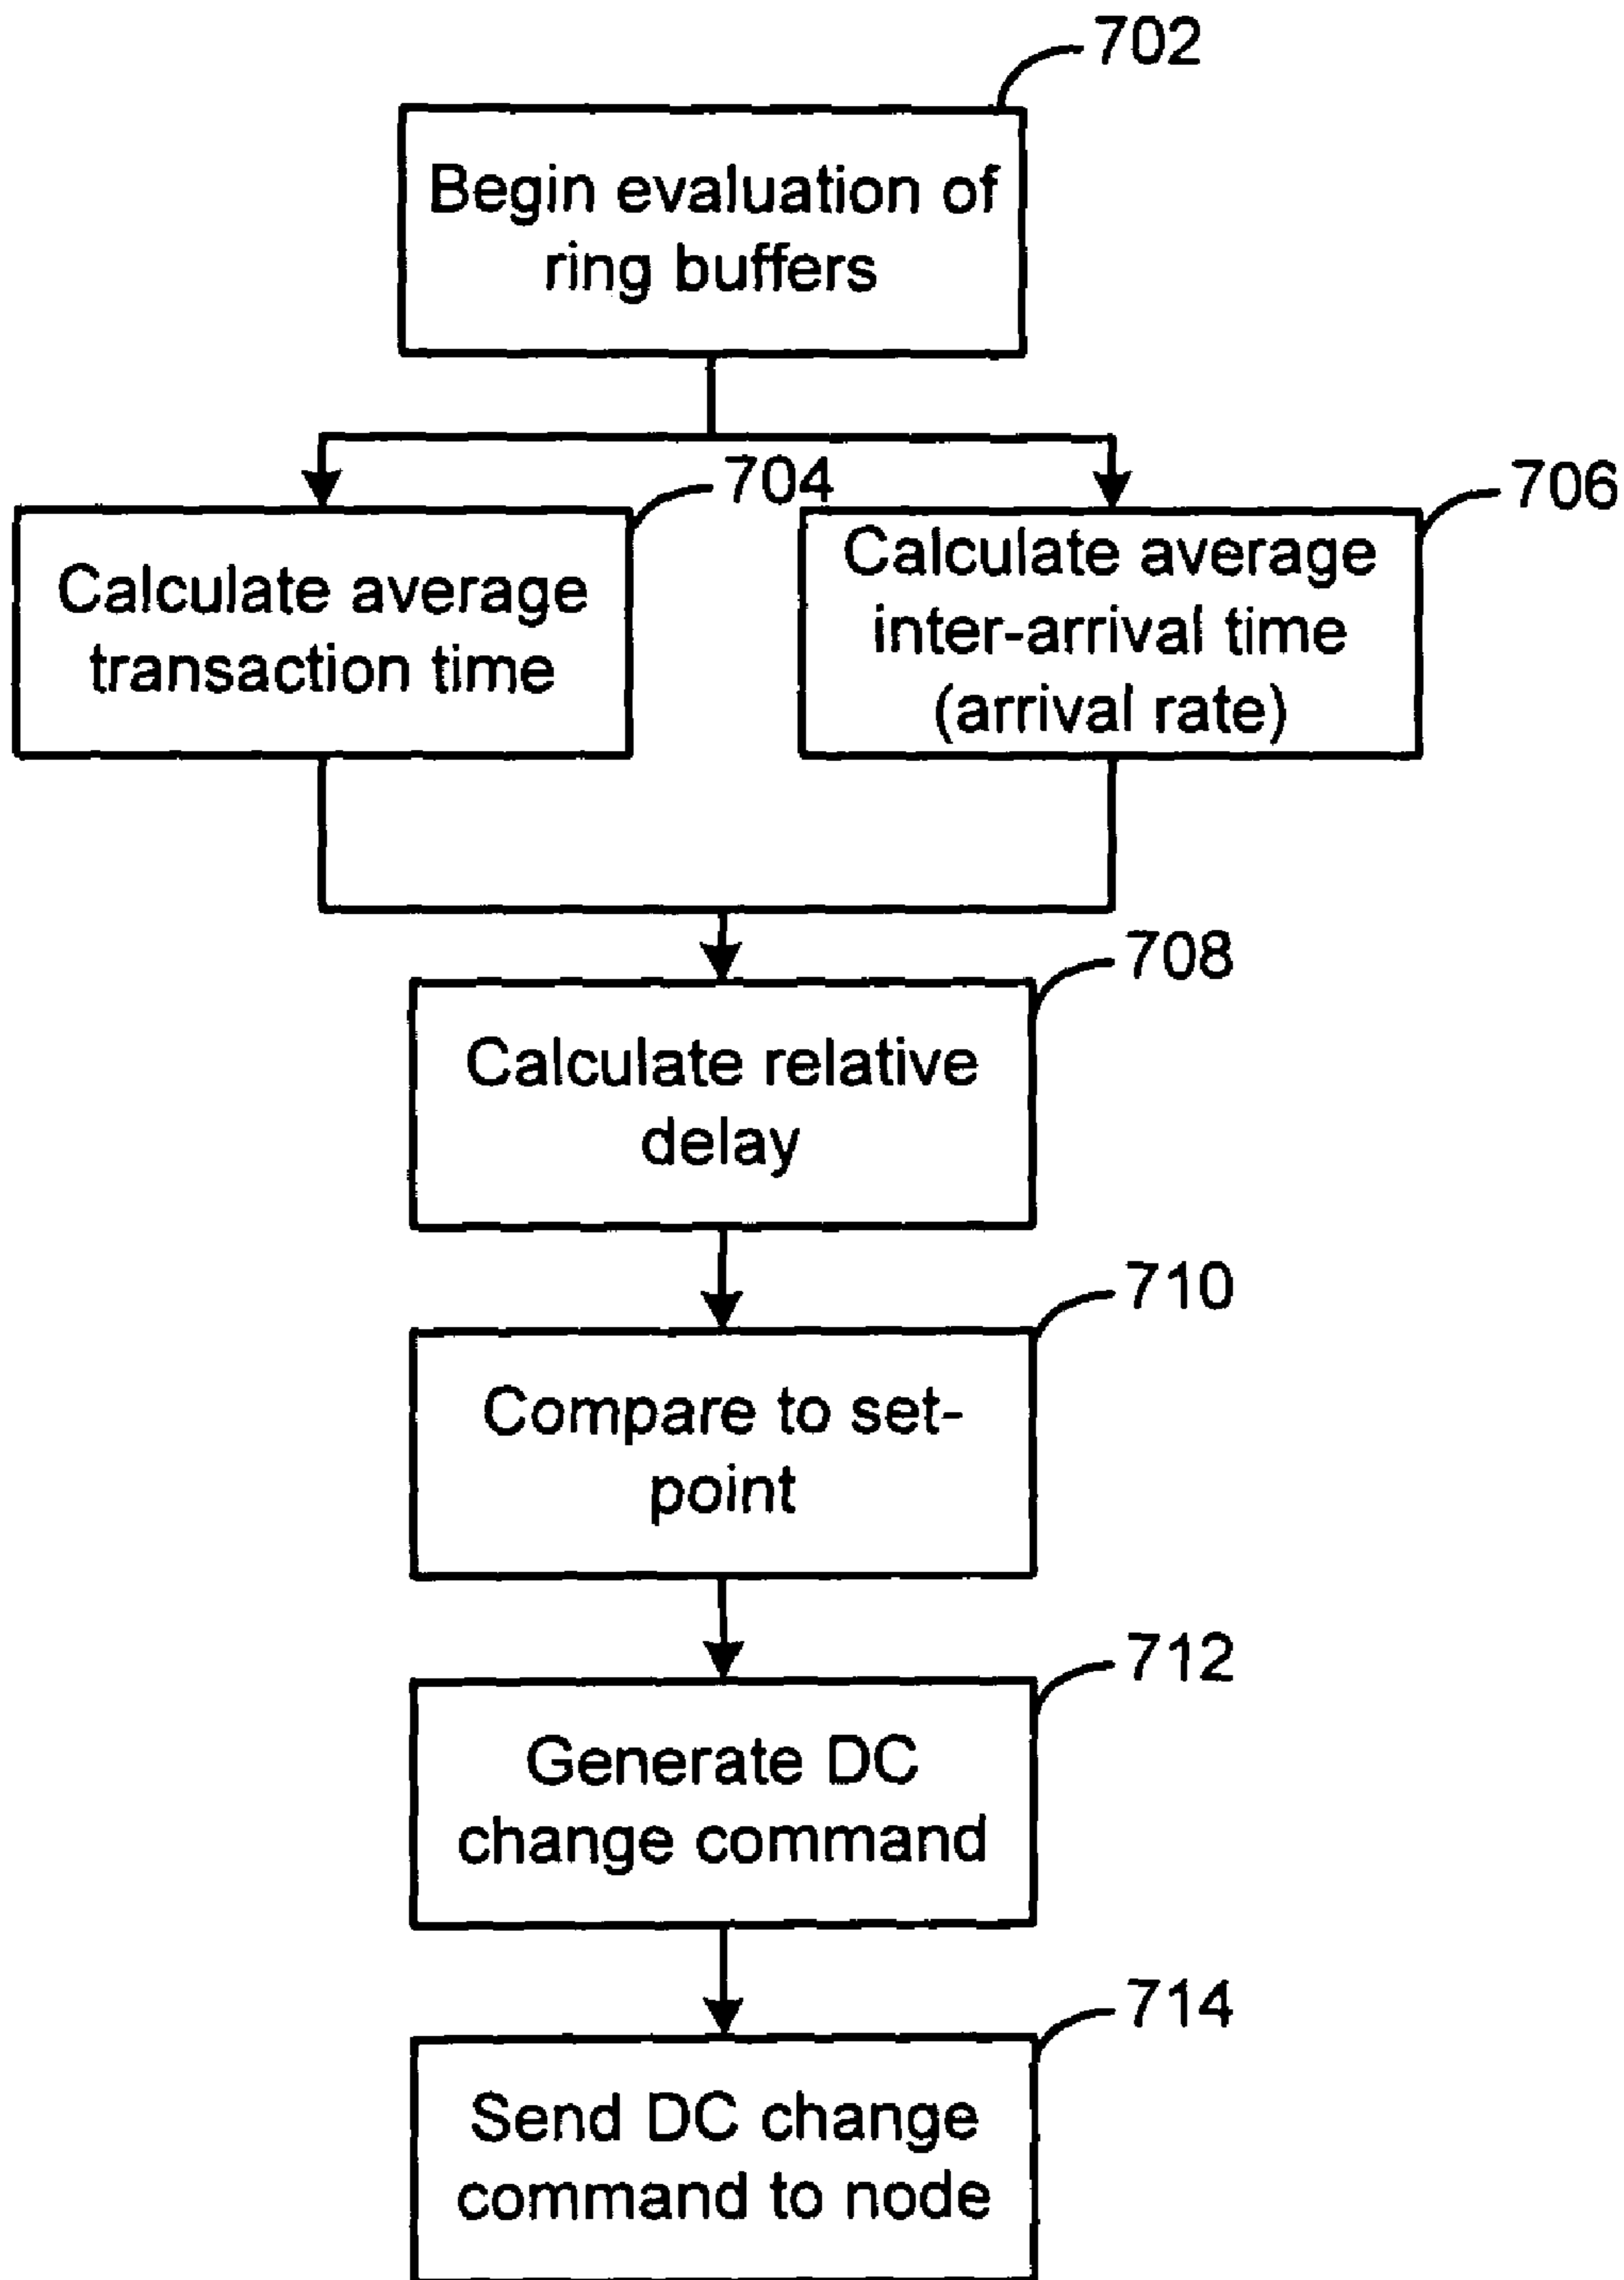 702
Begin evaluation of
ring buffers
704
Calculate average
transaction time
706
Calculate average
inter-arrival time
(arrival rate)
708
Calculate relative
delay
710
Compare to set-
point
712
Generate DC
change command
714
Send DC change
command to node